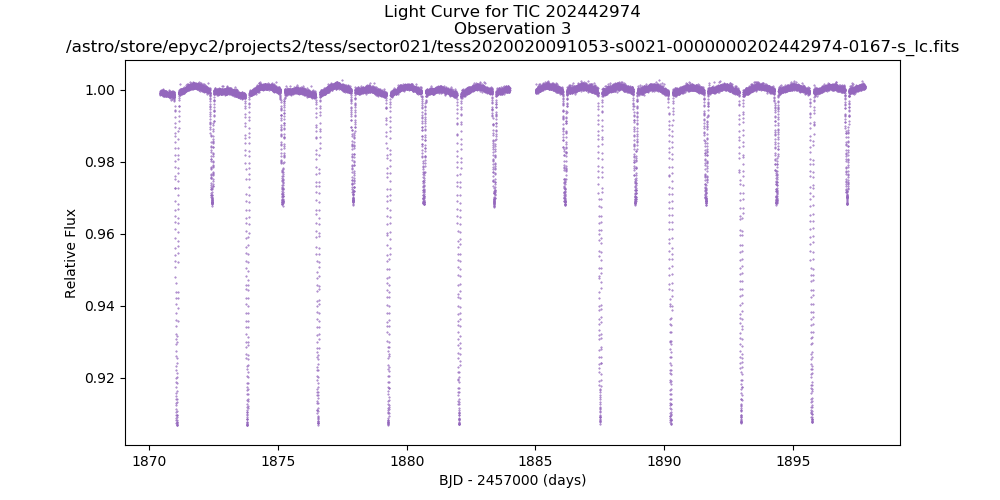 Light Curve for TIC 202442974
Observation 3
/astro/store/epyc2/projects2/tess/sector021/tess2020020091053-s0021-0000000202442974-0167-s_lc.fits
1.00
0.98
0.96
0.94
0.92
Relative Flux
1870
1875
1880
1885
1890
1895
BJD - 2457000 (days)